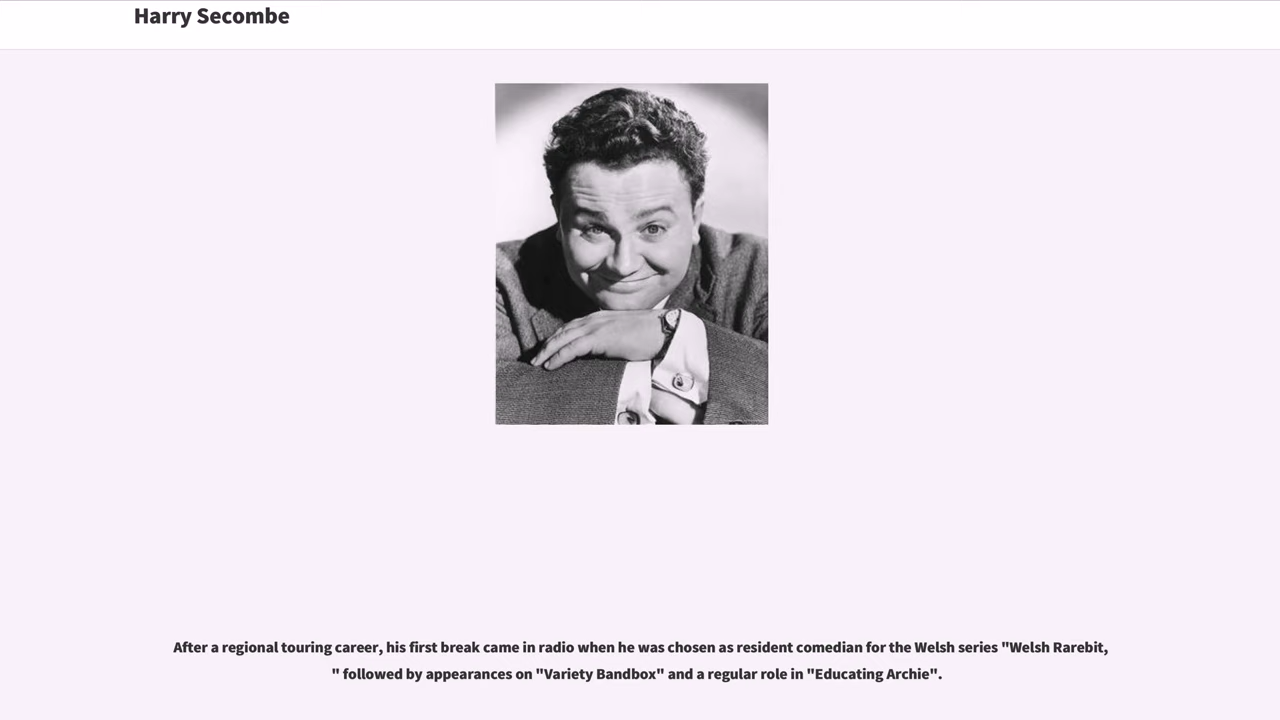 Harry Secombe
After a regional touring career, his first break came in radio when he was chosen as resident comedian for the Welsh series "Welsh Rarebit,
" followed by appearances on "Variety Bandbox" and a regular role in "Educating Archie".